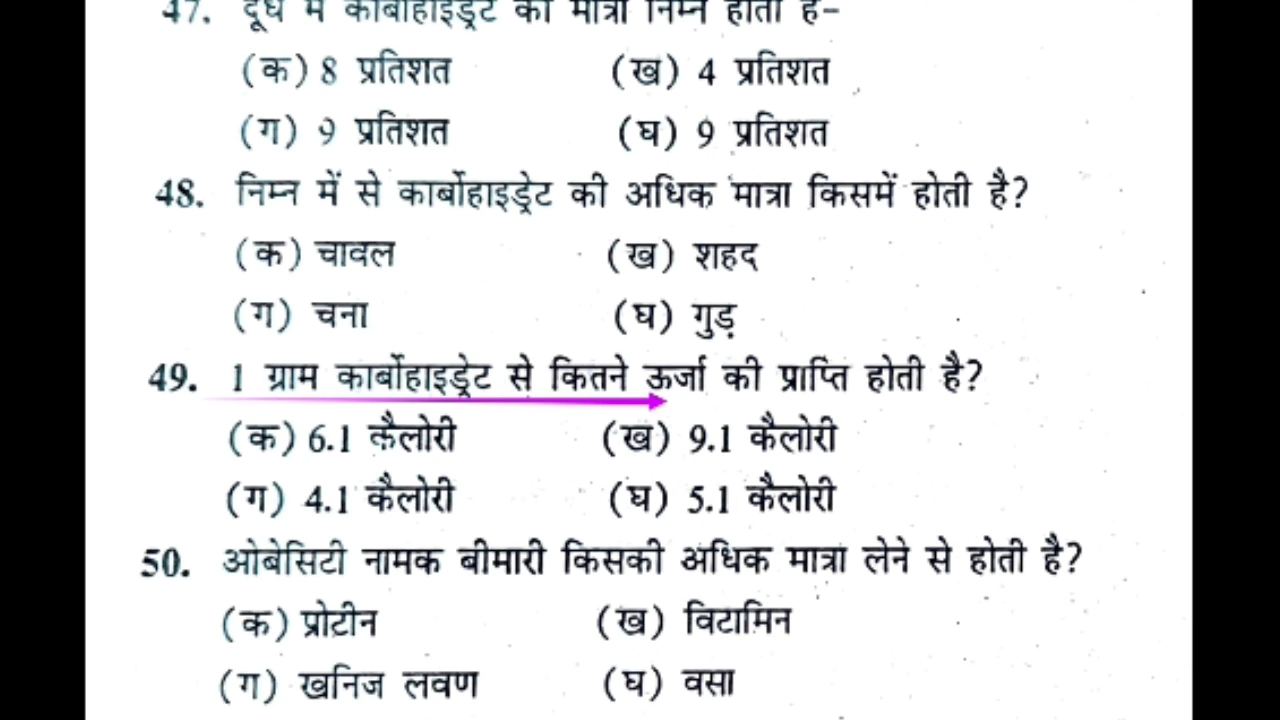 47. दूध में कार्बोहाइड्रेट की मात्रा निम्न होती है-
(क) 8 प्रतिशत (ख) 4 प्रतिशत
(ग) 9 प्रतिशत (घ) 9 प्रतिशत
48. निम्न में से कार्बोहाइड्रेट की अधिक मात्रा किसमें होती है?
(क) चावल (ख) शहद
(ग) चना (घ) गुड़
49. 1 ग्राम कार्बोहाइड्रेट से कितने ऊर्जा की प्राप्ति होती है?
(क) 6.1 कैलोरी (ख) 9.1 कैलोरी
(ग) 4.1 कैलोरी (घ) 5.1 कैलोरी
50. ओबेसिटी नामक बीमारी किसकी अधिक मात्रा लेने से होती है?
(क) प्रोटीन (ख) विटामिन
(ग) खनिज लवण (घ) वसा